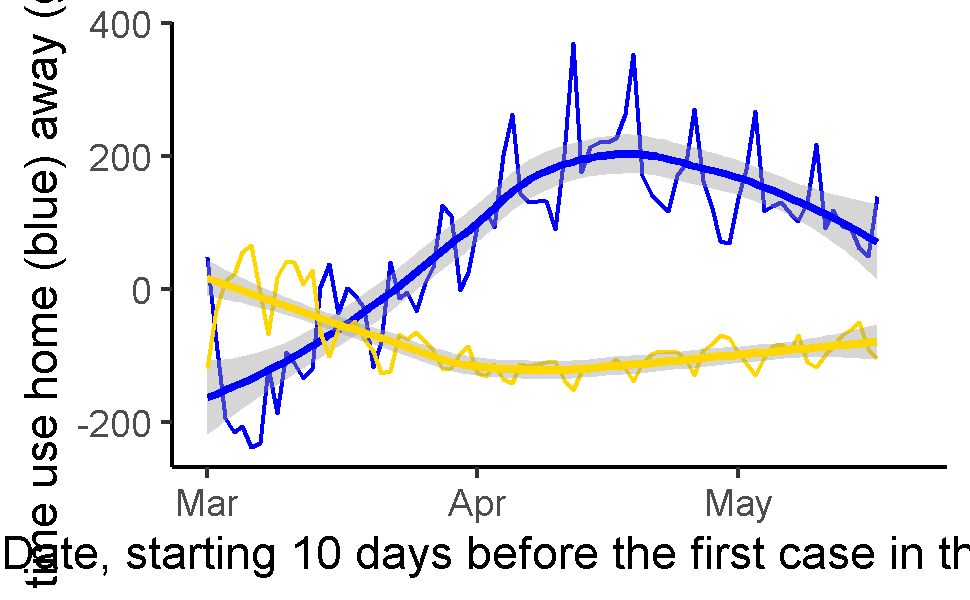 time use home (blue) away (
400
200
0
-200
Mar Apr May
Date, starting 10 days before the first case in th